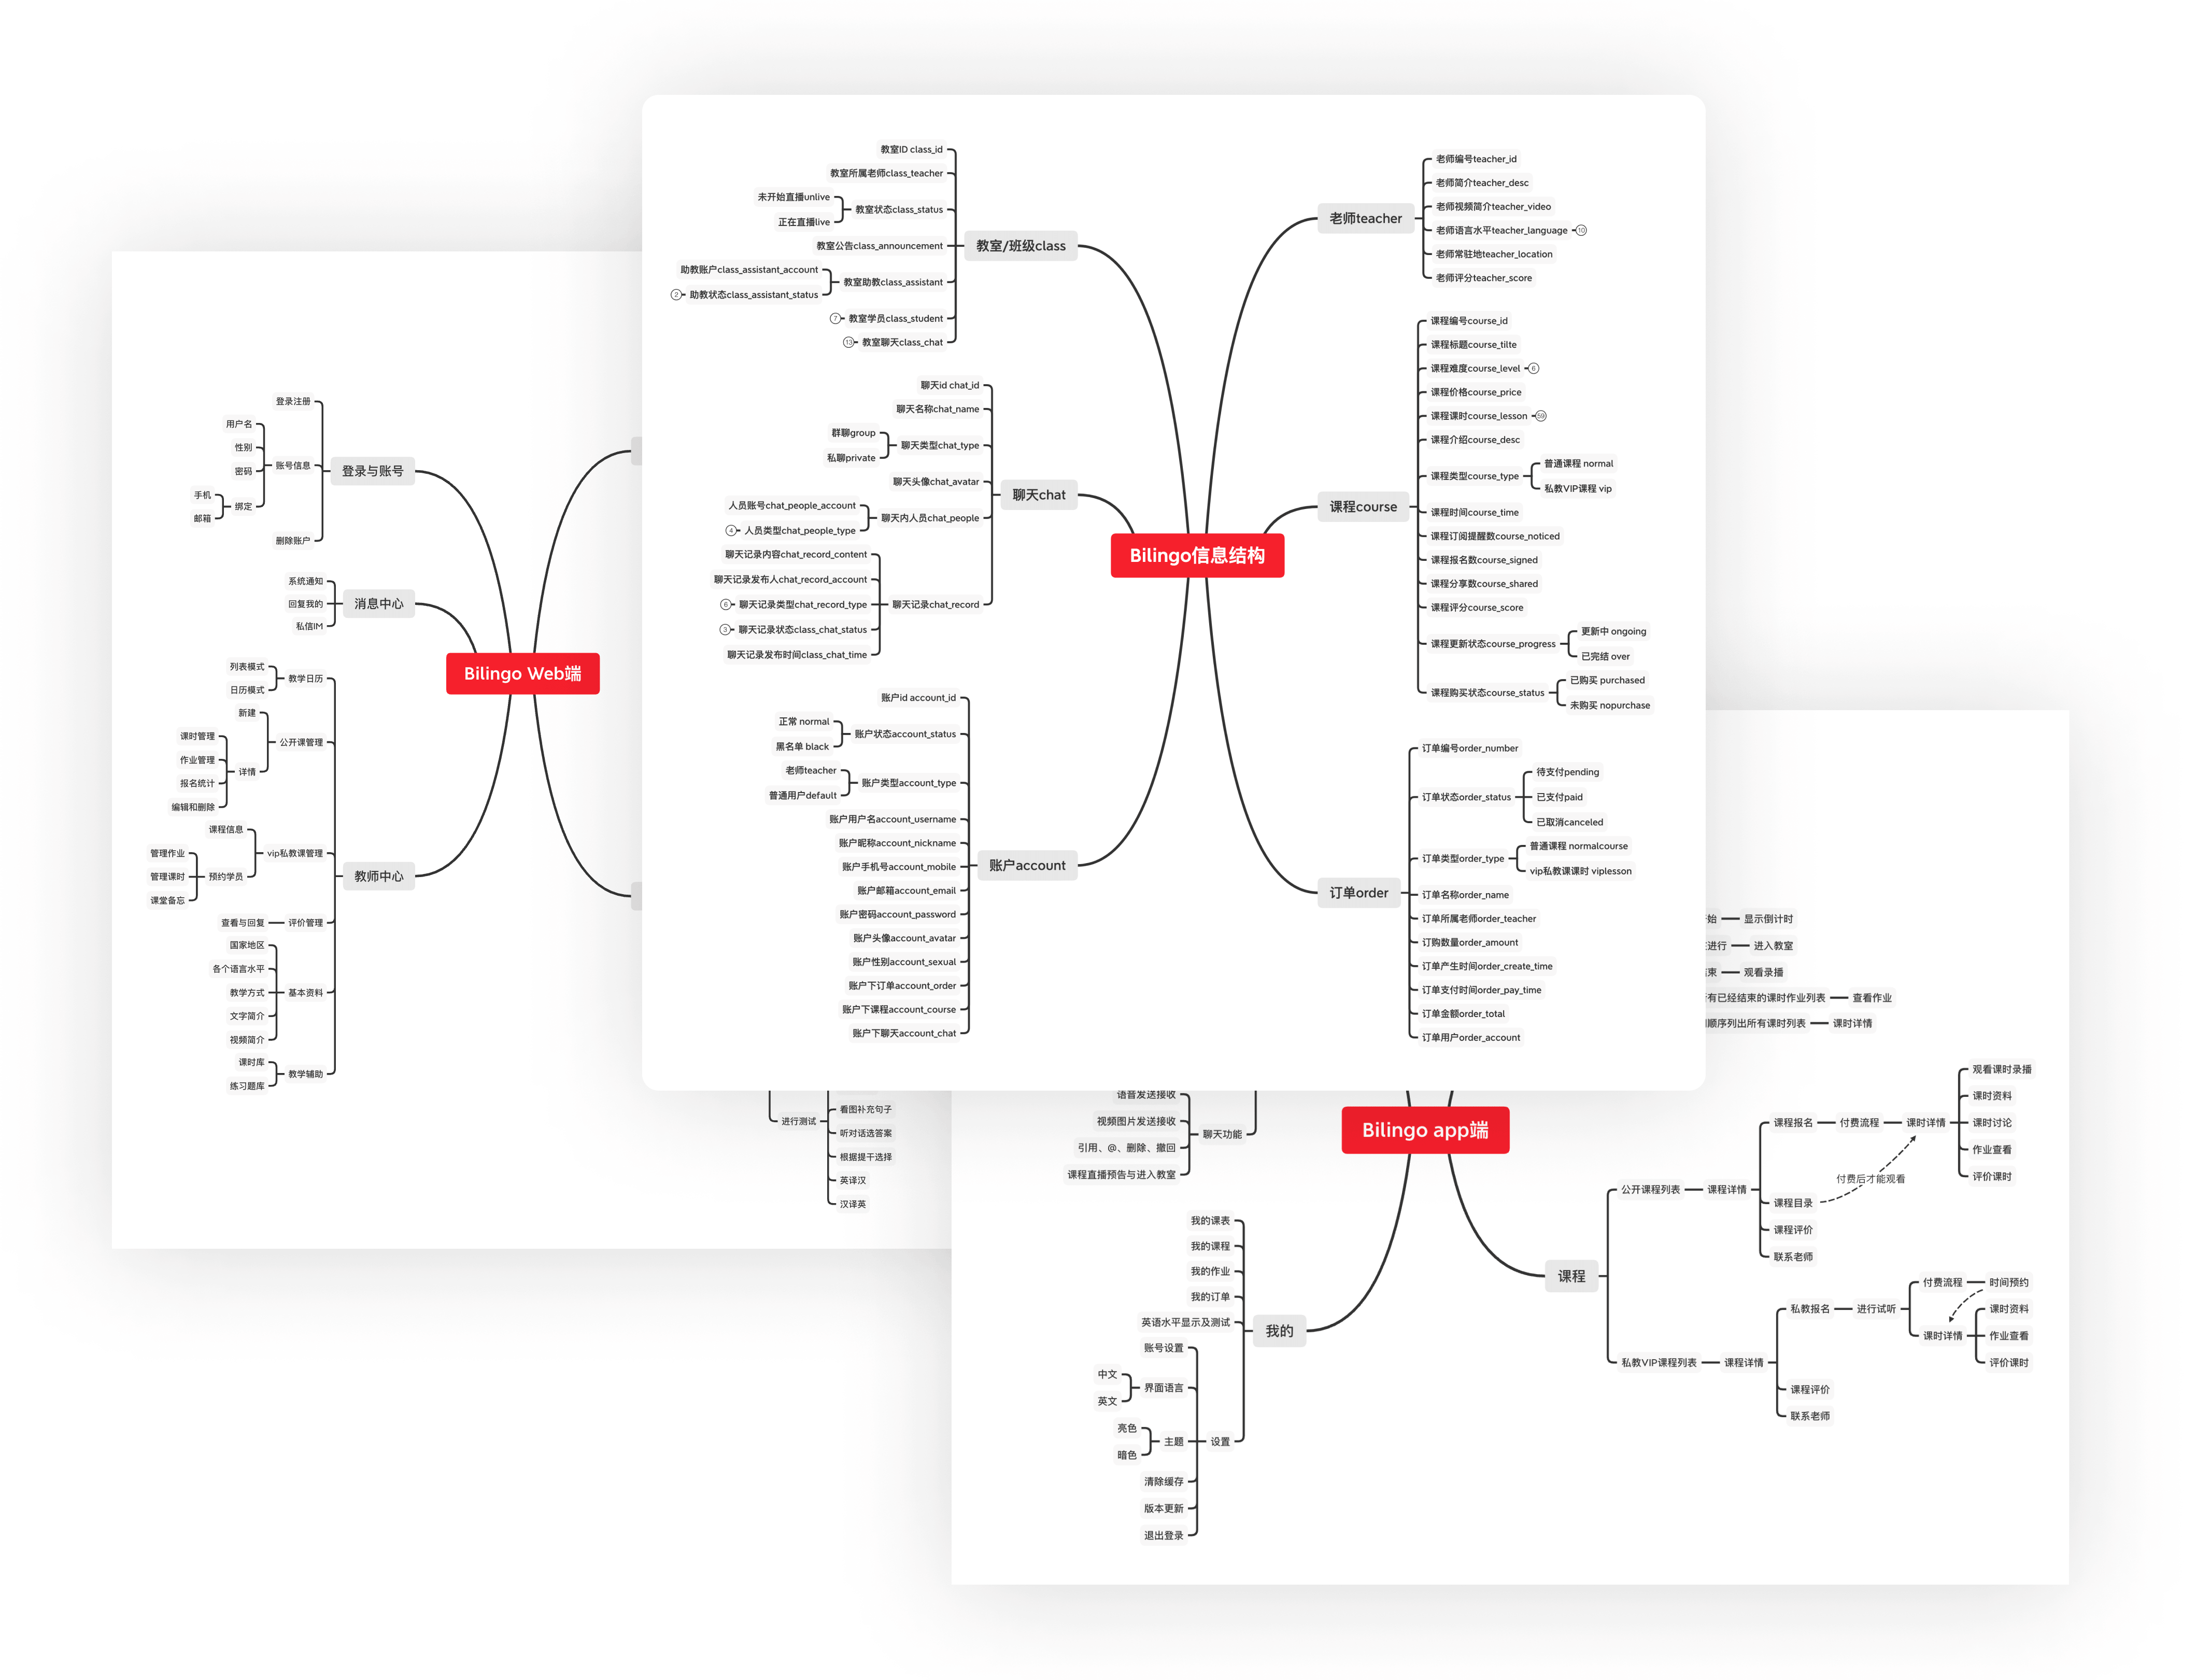 教室ID class_id
教室所属老师class_teacher
未开始直播unlive
正在直播live
教室状态class_status
教室公告class_announcement
助教账户class_assistant_account
② 助教状态class_assistant_status
教室助教class_assistant
⑦ 教室学员class_student
⑬ 教室聊天class_chat
教室/班级class
聊天id chat_id
聊天名称chat_name
群聊group
私聊private
聊天类型chat_type
聊天头像chat_avatar
人员账号chat_people_account
④ 人员类型chat_people_type
聊天内人员chat_people
聊天记录内容chat_record_content
聊天记录发布人chat_record_account
⑥ 聊天记录类型chat_record_type
③ 聊天记录状态class_chat_status
聊天记录发布时间class_chat_time
聊天记录chat_record
聊天chat
账户id account_id
正常 normal
黑名单 black
账户状态account_status
老师teacher
普通用户default
账户类型account_type
账户用户名account_username
账户昵称account_nickname
账户手机号account_mobile
账户邮箱account_email
账户密码account_password
账户头像account_avatar
账户性别account_sexual
账户下订单account_order
账户下课程account_course
账户下聊天account_chat
账户account
Bilingo信息结构
老师teacher
老师编号teacher_id
老师简介teacher_desc
老师视频简介teacher_video
老师语言水平teacher_language ⑩
老师常驻地teacher_location
老师评分teacher_score
课程course
课程编号course_id
课程标题course_tilte
课程难度course_level ⑥
课程价格course_price
课程课时course_lesson 59
课程介绍course_desc
课程类型course_type
普通课程 normal
私教VIP课程 vip
课程时间course_time
课程订阅提醒数course_noticed
课程报名数course_signed
课程分享数course_shared
课程评分course_score
课程更新状态course_progress
更新中 ongoing
已完结 over
课程购买状态course_status
已购买 purchased
未购买 nopurchase
订单order
订单编号order_number
订单状态order_status
待支付pending
已支付paid
已取消canceled
订单类型order_type
普通课程 normalcourse
vip私教课课时 viplesson
订单名称order_name
订单所属老师order_teacher
订购数量order_amount
订单产生时间order_create_time
订单支付时间order_pay_time
订单金额order_total
订单用户order_account
登录注册
用户名
性别
密码
手机
邮箱
绑定
账号信息
删除账户
登录与账号
系统通知
回复我的
私信IM
消息中心
列表模式
日历模式
教学日历
新建
课时管理
作业管理
报名统计
编辑和删除
详情
公开课管理
课程信息
管理作业
管理课时
课堂备忘
预约学员
vip私教课管理
查看与回复
评价管理
国家地区
各个语言水平
教学方式
文字简介
视频简介
基本资料
课时库
练习题库
教学辅助
教师中心
Bilingo Web端
进行测试
看图补充句子
听对话选答案
根据提干选择
英译汉
汉译英
语音发送接收
视频图片发送接收
引用、@、删除、撤回
课程直播预告与进入教室
聊天功能
我的课表
我的课程
我的作业
我的订单
英语水平显示及测试
账号设置
中文
英文
界面语言
亮色
暗色
主题
清除缓存
版本更新
退出登录
设置
我的
Bilingo app端
始
显示倒计时
进行
进入教室
束
观看录播
有已经结束的课时作业列表
查看作业
顺序列出所有课时列表
课时详情
课程
公开课程列表
课程详情
课程报名
付费流程
课时详情
观看课时录播
课时资料
课时讨论
作业查看
评价课时
付费后才能观看
课程目录
课程评价
联系老师
私教VIP课程列表
课程详情
私教报名
进行试听
付费流程
时间预约
课时详情
课时资料
作业查看
评价课时
课程评价
联系老师